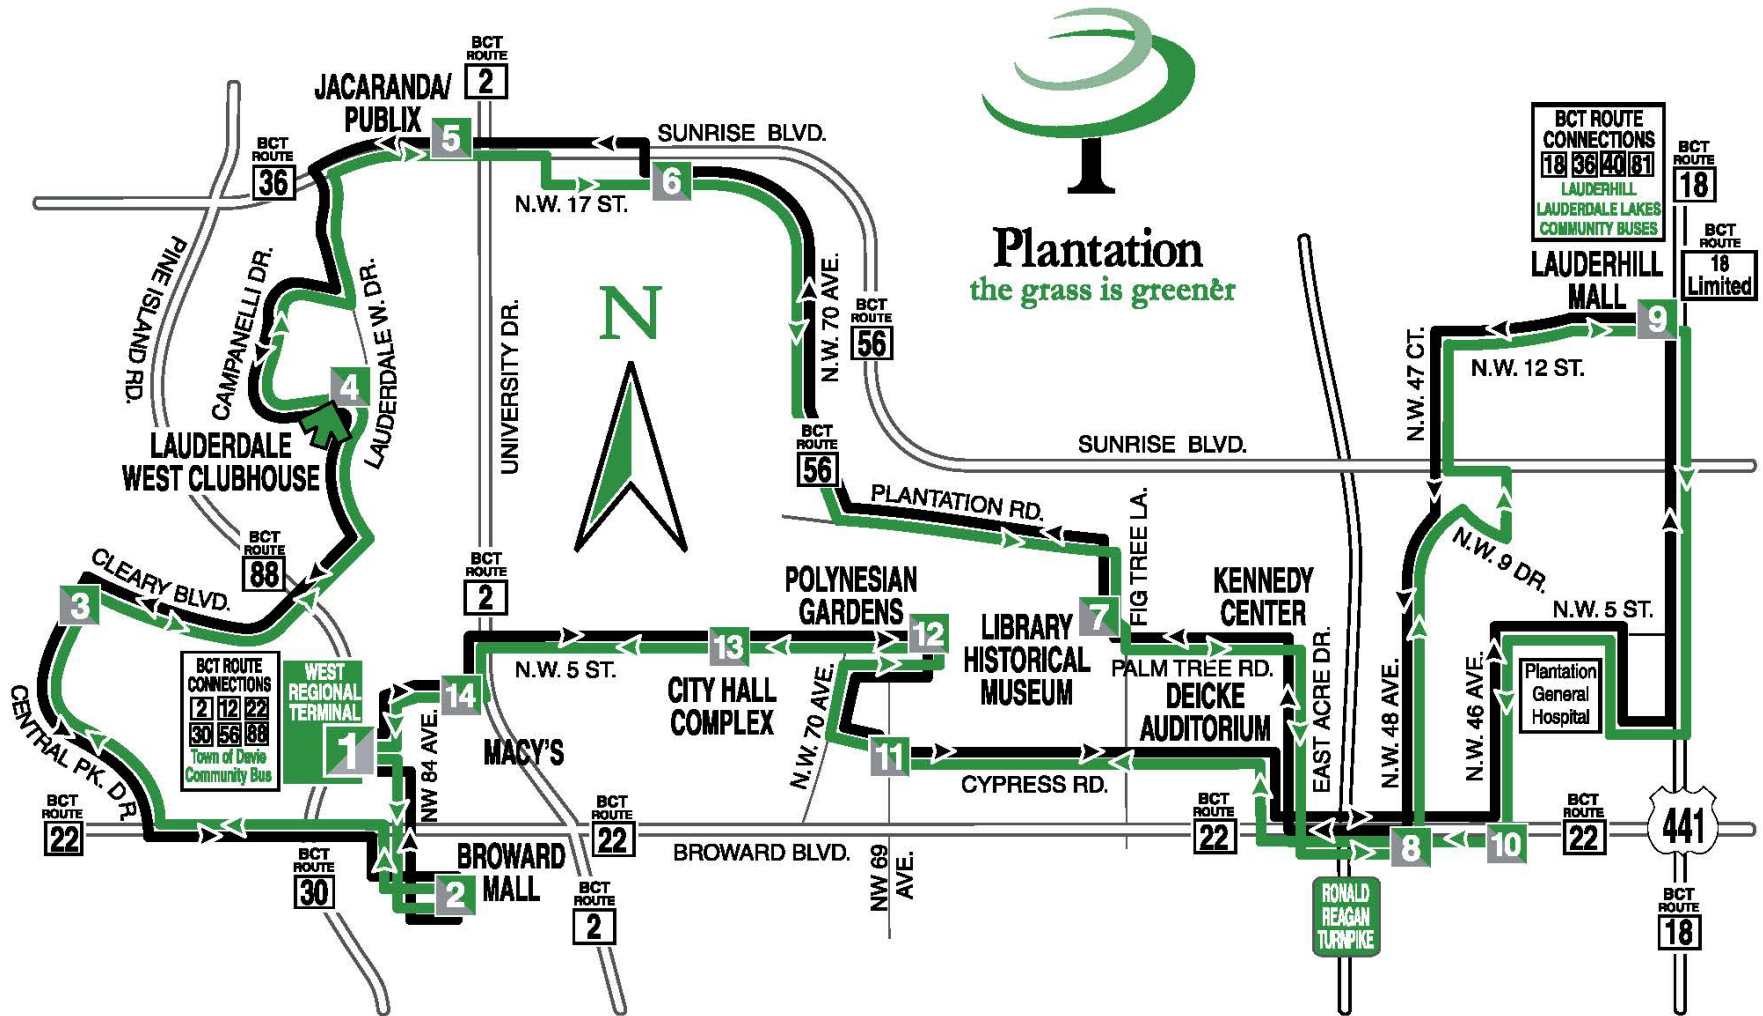 BCT
ROUTE
2
JACARANDA/
PUBLIX
5
SUNRISE BLVD.
BCT
ROUTE
36
6
N.W. 17 ST.
Plantation
the grass is greener
BCT ROUTE
CONNECTIONS
18 36 40 81
LAUDERHILL
LAUDERDALE LAKES
COMMUNITY BUSES
BCT
ROUTE
18
BCT
ROUTE
18
Limited
LAUDERHILL
MALL
9
PINE ISLAND RD.
CAMPANELLI DR.
LAUDERDALE W. DR.
UNIVERSITY DR.
N
N.W. 70 AVE.
BCT
ROUTE
56
N.W. 47 CT.
N.W. 12 ST.
4
LAUDERDALE
WEST CLUBHOUSE
BCT
ROUTE
56
SUNRISE BLVD.
PLANTATION RD.
FIG TREE LA.
N.W. 9 DR.
BCT
ROUTE
88
BCT
ROUTE
2
CLEARY BLVD.
3
POLYNESIAN
GARDENS
12
LIBRARY
HISTORICAL
MUSEUM
7
KENNEDY
CENTER
N.W. 5 ST.
BCT ROUTE
CONNECTIONS
2 12 22
30 56 88
Town of Davie
Community Bus
WEST
REGIONAL
TERMINAL
1
14
N.W. 5 ST.
13
CITY HALL
COMPLEX
PALM TREE RD.
DEICKE
AUDITORIUM
EAST ACRE DR.
N.W. 48 AVE.
N.W. 46 AVE.
Plantation
General
Hospital
CENTRAL PK. DR.
NW 84 AVE.
MACY'S
N.W. 70 AVE.
11
CYPRESS RD.
BCT
ROUTE
22
BCT
ROUTE
22
BCT
ROUTE
22
BCT
ROUTE
22
441
BROWARD BLVD.
8
10
BCT
ROUTE
30
2
BROWARD
MALL
BCT
ROUTE
2
NW 69
AVE.
RONALD
REAGAN
TURNPIKE
BCT
ROUTE
18